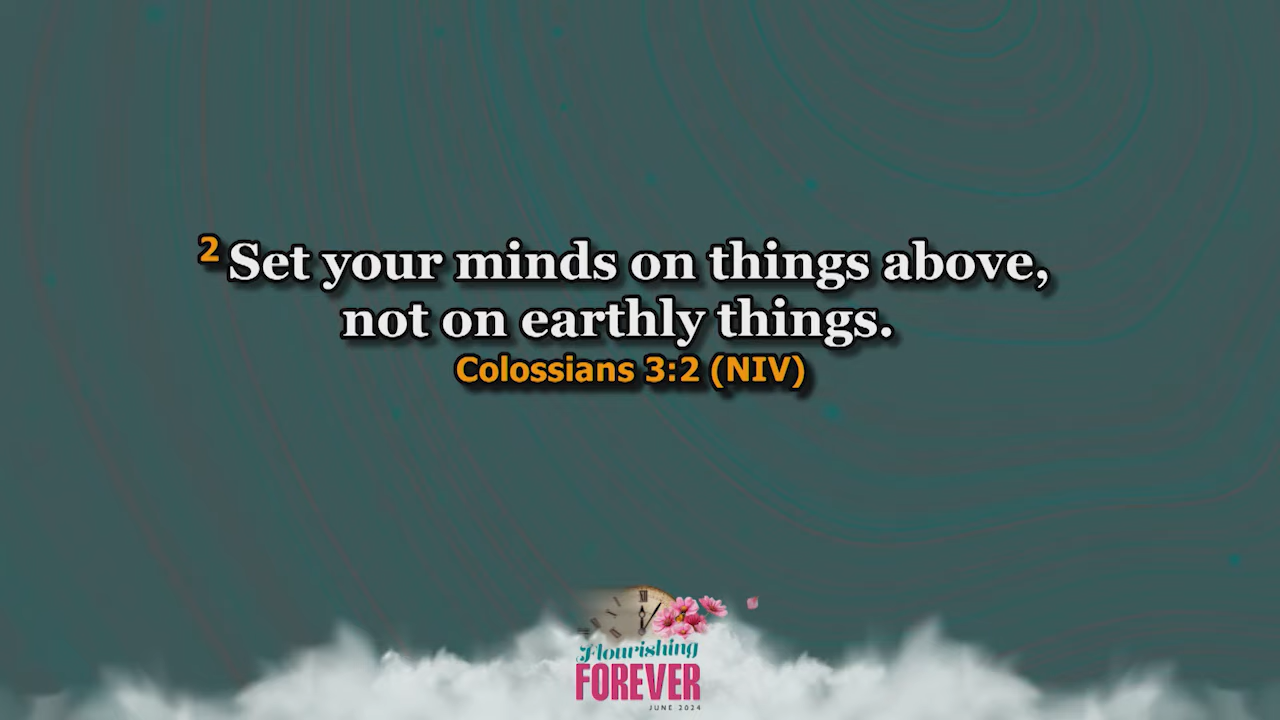 2 Set your minds on things above,
not on earthly things.
Colossians 3:2 (NIV)
Flourishing
FOREVER
JUNE 2024